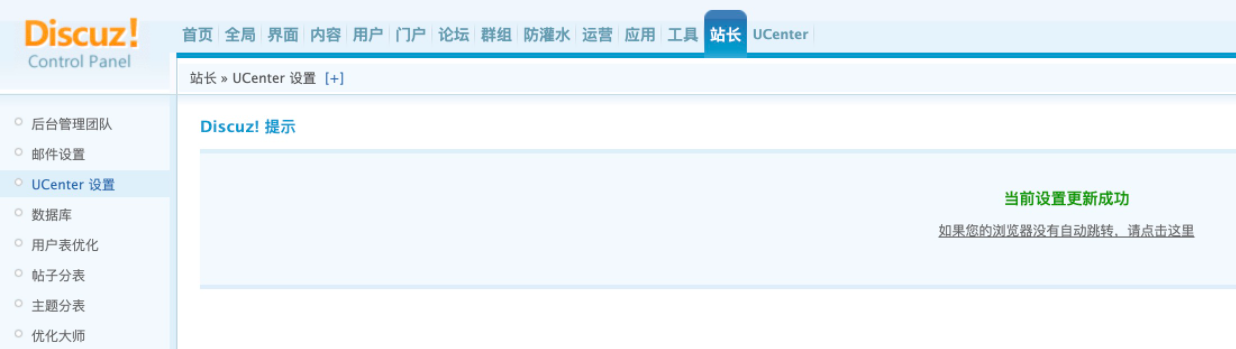 Discuz!
Control Panel
首页 全局 界面 内容 用户 门户 论坛 群组 防灌水 运营 应用 工具 站长 UCenter
站长 » UCenter 设置 [+]
后台管理团队
邮件设置
UCenter 设置
数据库
用户表优化
帖子分表
主题分表
优化大师
Discuz! 提示
当前设置更新成功
如果您的浏览器没有自动跳转，请点击这里